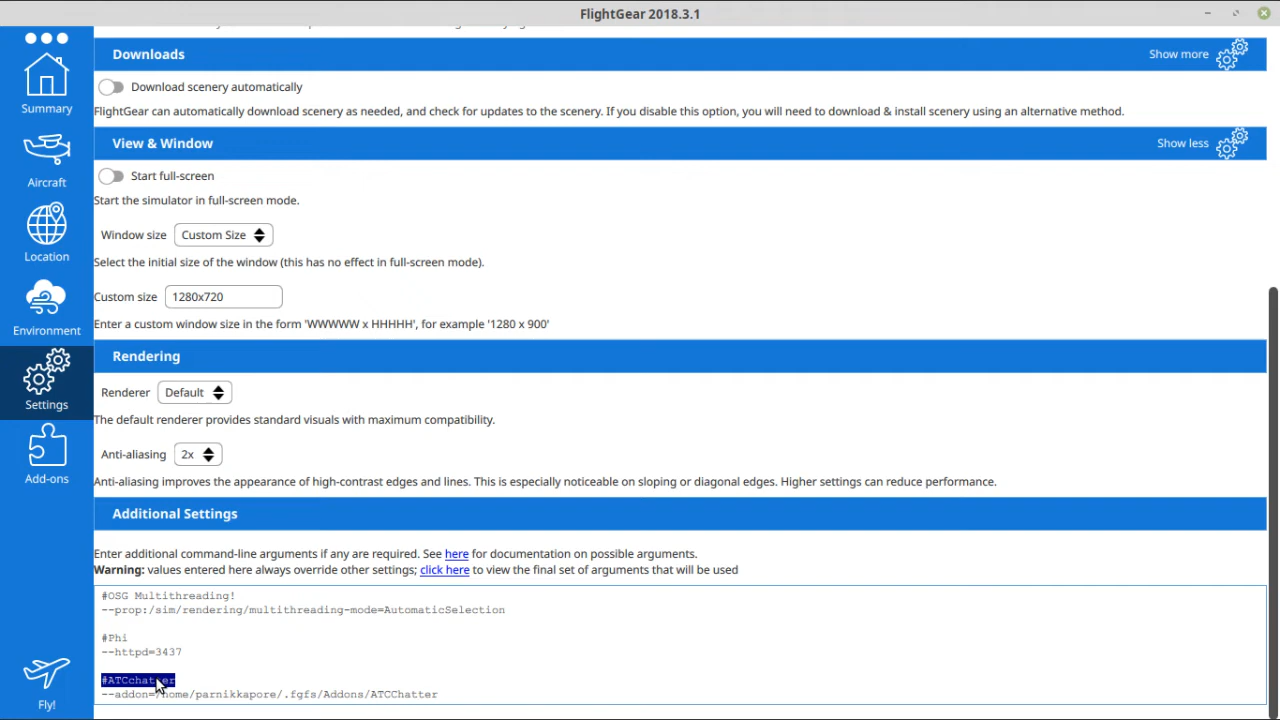 FlightGear 2018.3.1
Summary
Aircraft
Location
Environment
Settings
Add-ons
Fly!
Downloads
Show more
Download scenery automatically
FlightGear can automatically download scenery as needed, and check for updates to the scenery. If you disable this option, you will need to download & install scenery using an alternative method.
View & Window
Show less
Start full-screen
Start the simulator in full-screen mode.
Window size Custom Size
Select the initial size of the window (this has no effect in full-screen mode).
Custom size 1280x720
Enter a custom window size in the form 'WWWWW x HHHHH', for example '1280 x 900'
Rendering
Renderer Default
The default renderer provides standard visuals with maximum compatibility.
Anti-aliasing 2x
Anti-aliasing improves the appearance of high-contrast edges and lines. This is especially noticeable on sloping or diagonal edges. Higher settings can reduce performance.
Additional Settings
Enter additional command-line arguments if any are required. See here for documentation on possible arguments.
Warning: values entered here always override other settings; click here to view the final set of arguments that will be used
#OSG Multithreading!
--prop:/sim/rendering/multithreading-mode=AutomaticSelection
#Phi
--httpd=3437
#ATCchatter
--addon=/home/parnikkapore/.fgfs/Addons/ATCChatter